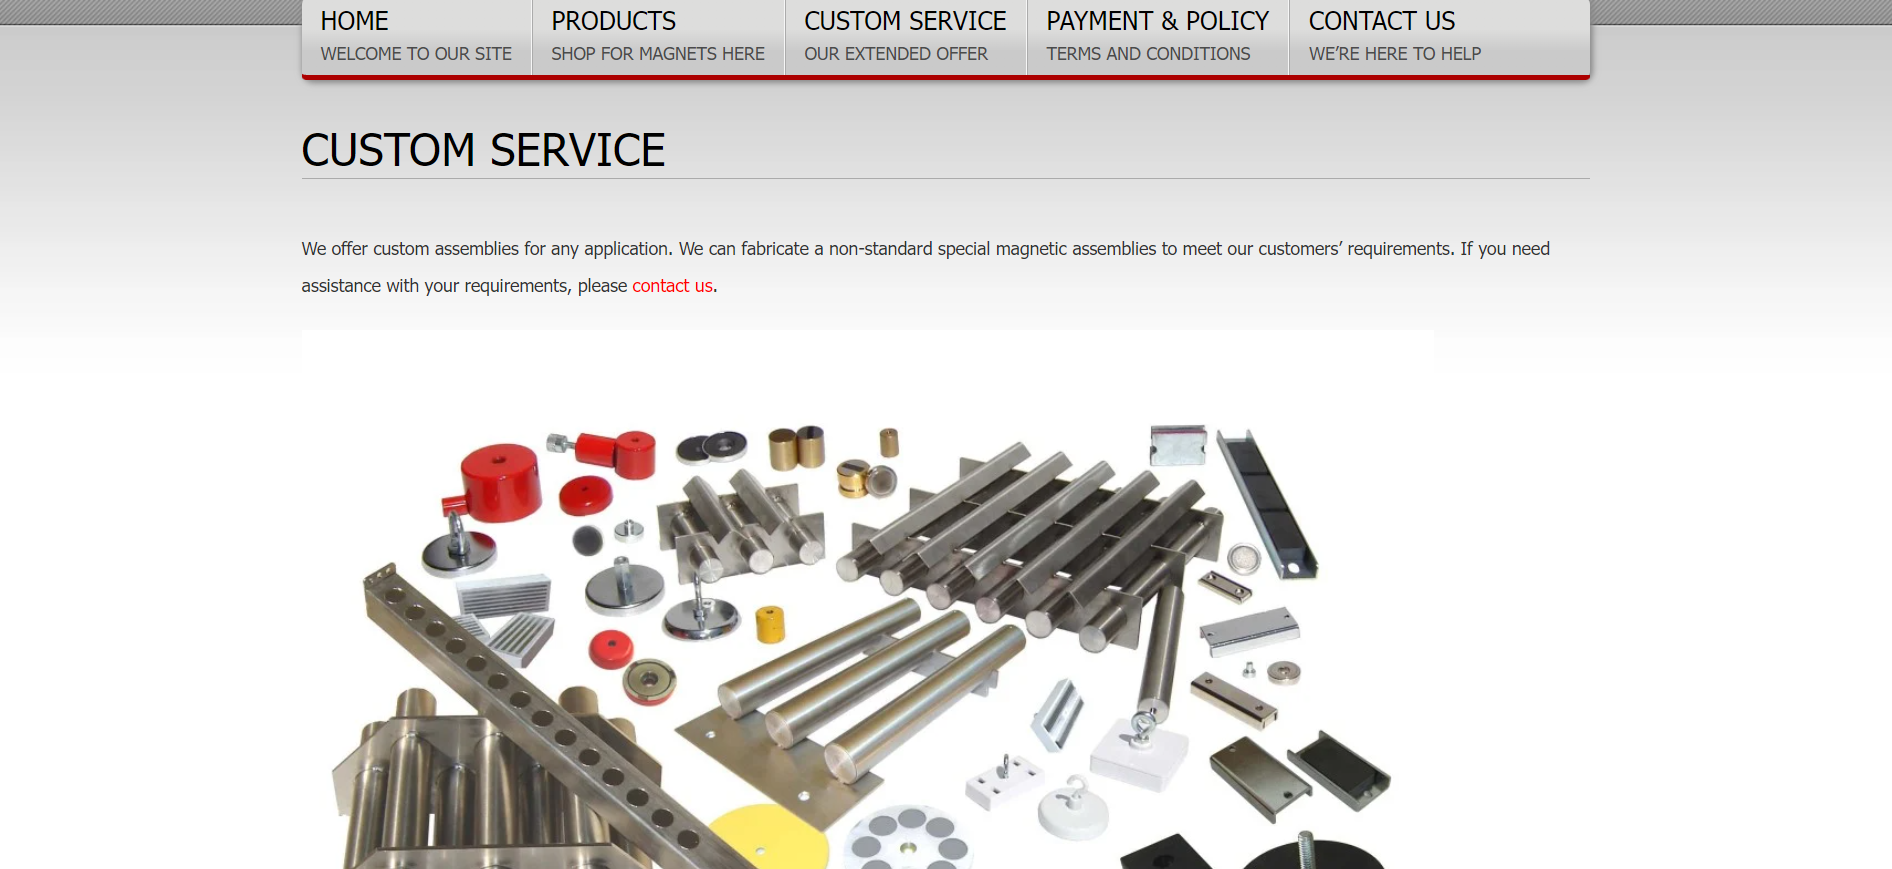 HOME
WELCOME TO OUR SITE
PRODUCTS
SHOP FOR MAGNETS HERE
CUSTOM SERVICE
OUR EXTENDED OFFER
PAYMENT & POLICY
TERMS AND CONDITIONS
CONTACT US
WE’RE HERE TO HELP
CUSTOM SERVICE
We offer custom assemblies for any application. We can fabricate a non-standard special magnetic assemblies to meet our customers’ requirements. If you need
assistance with your requirements, please contact us.